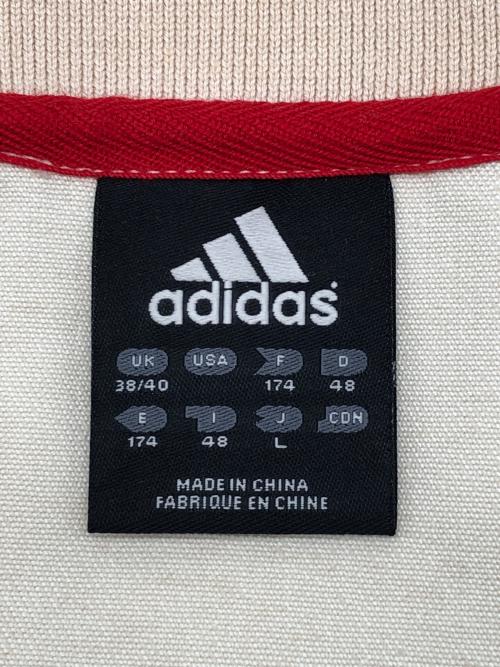 adidas
UK USA F D
38/40 174 48
E I J CDN
174 48 L
MADE IN CHINA
FABRIQUE EN CHINE